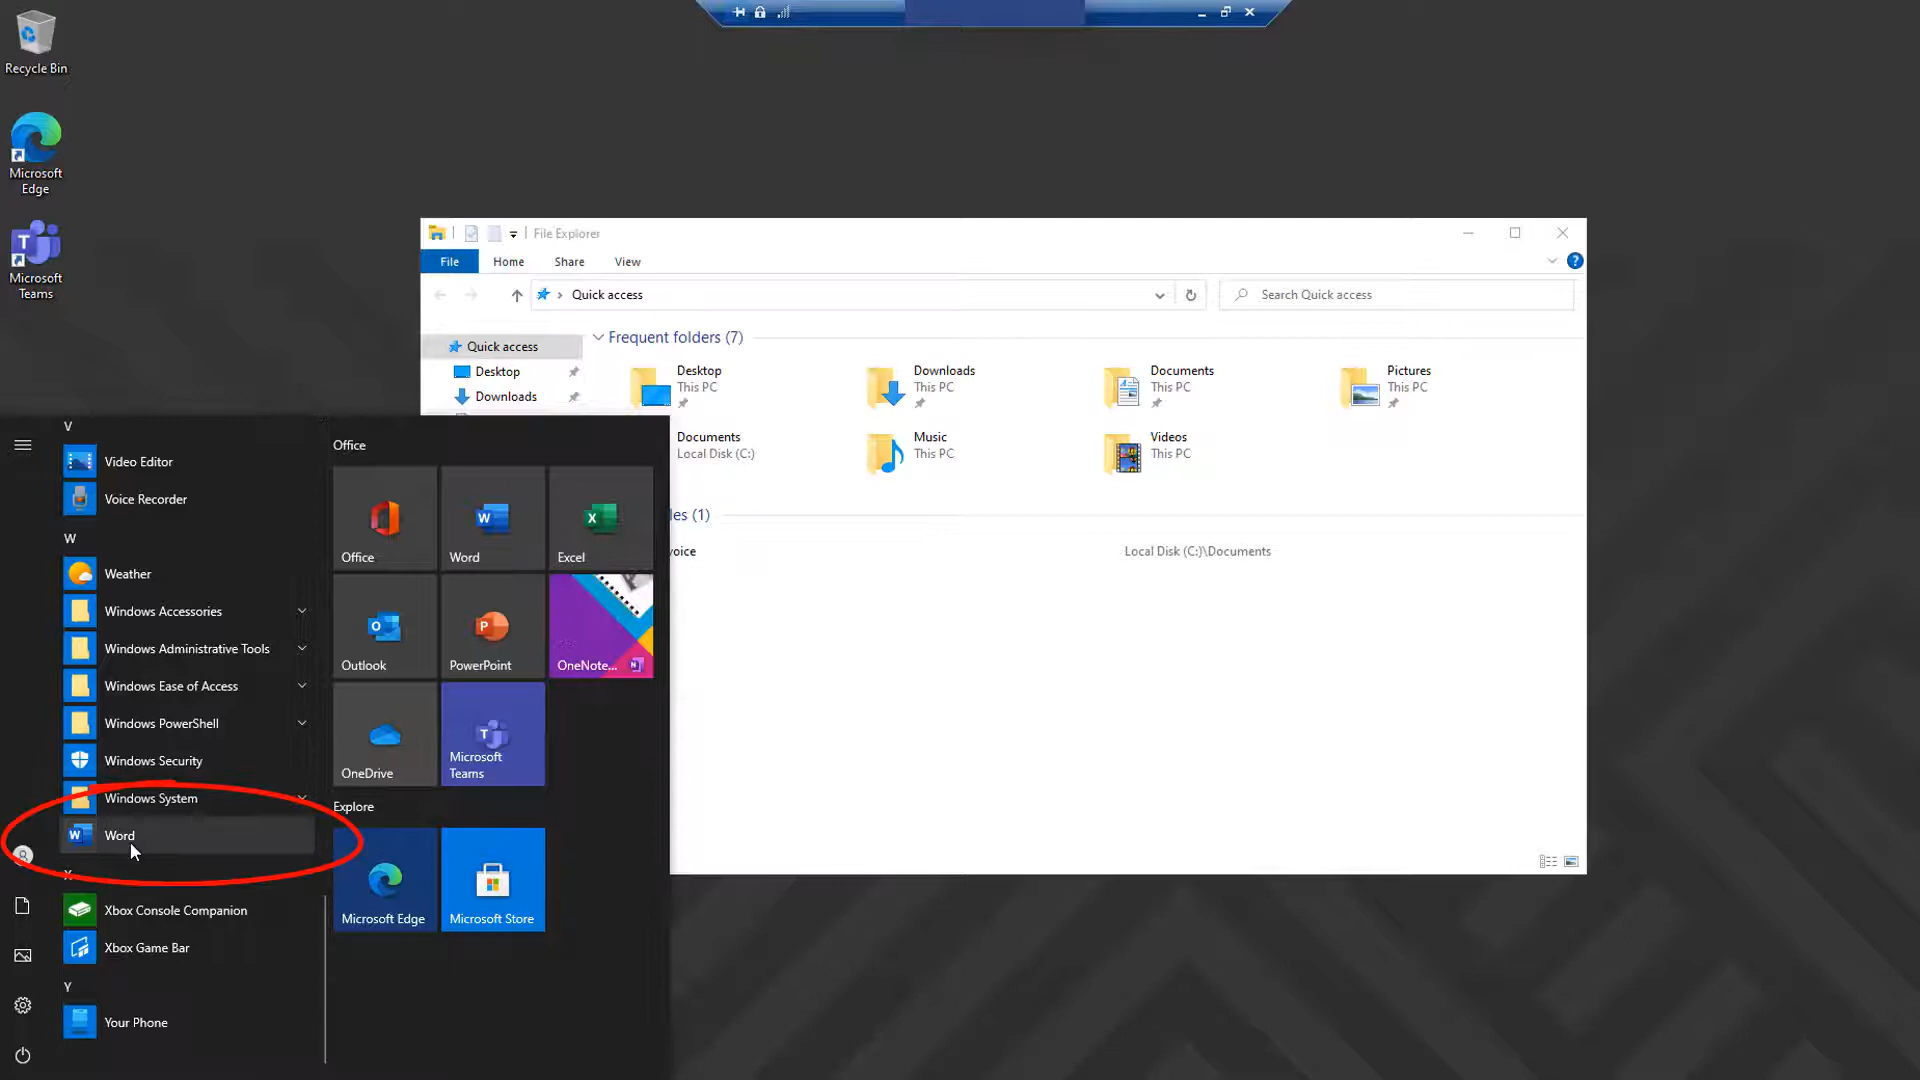 Recycle Bin
Microsoft
Edge
Microsoft
Teams
File Explorer
File
Home
Share
View
Quick access
Search Quick access
Quick access
Desktop
Downloads
Frequent folders (7)
Desktop
This PC
Downloads
This PC
Documents
This PC
Pictures
This PC
Documents
Local Disk (C:)
Music
This PC
Videos
This PC
les (1)
voice
Local Disk (C:)\Documents
V
Video Editor
Voice Recorder
W
Weather
Windows Accessories
Windows Administrative Tools
Windows Ease of Access
Windows PowerShell
Windows Security
Windows System
Word
X
Xbox Console Companion
Xbox Game Bar
Y
Your Phone
Office
Office
Word
Excel
Outlook
PowerPoint
OneNote...
OneDrive
Microsoft
Teams
Explore
Microsoft Edge
Microsoft Store